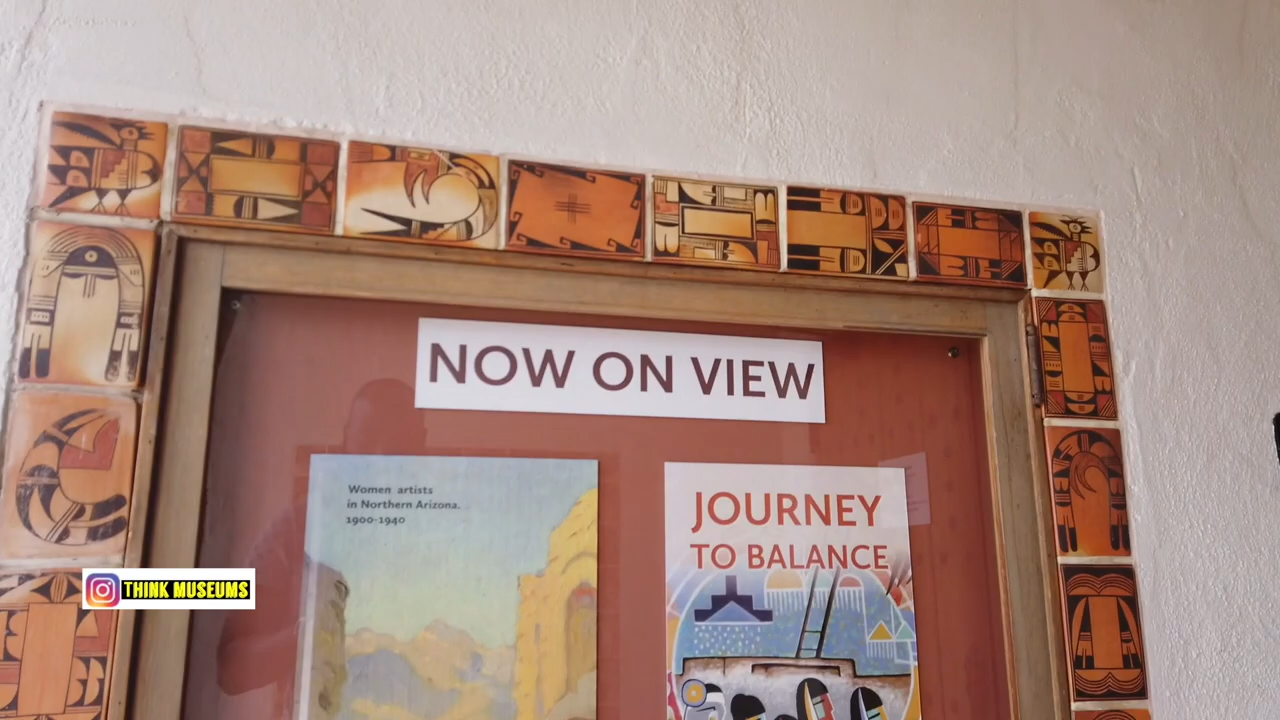 NOW ON VIEW
Women artists
in Northern Arizona.
1900-1940
JOURNEY
TO BALANCE
THINK MUSEUMS